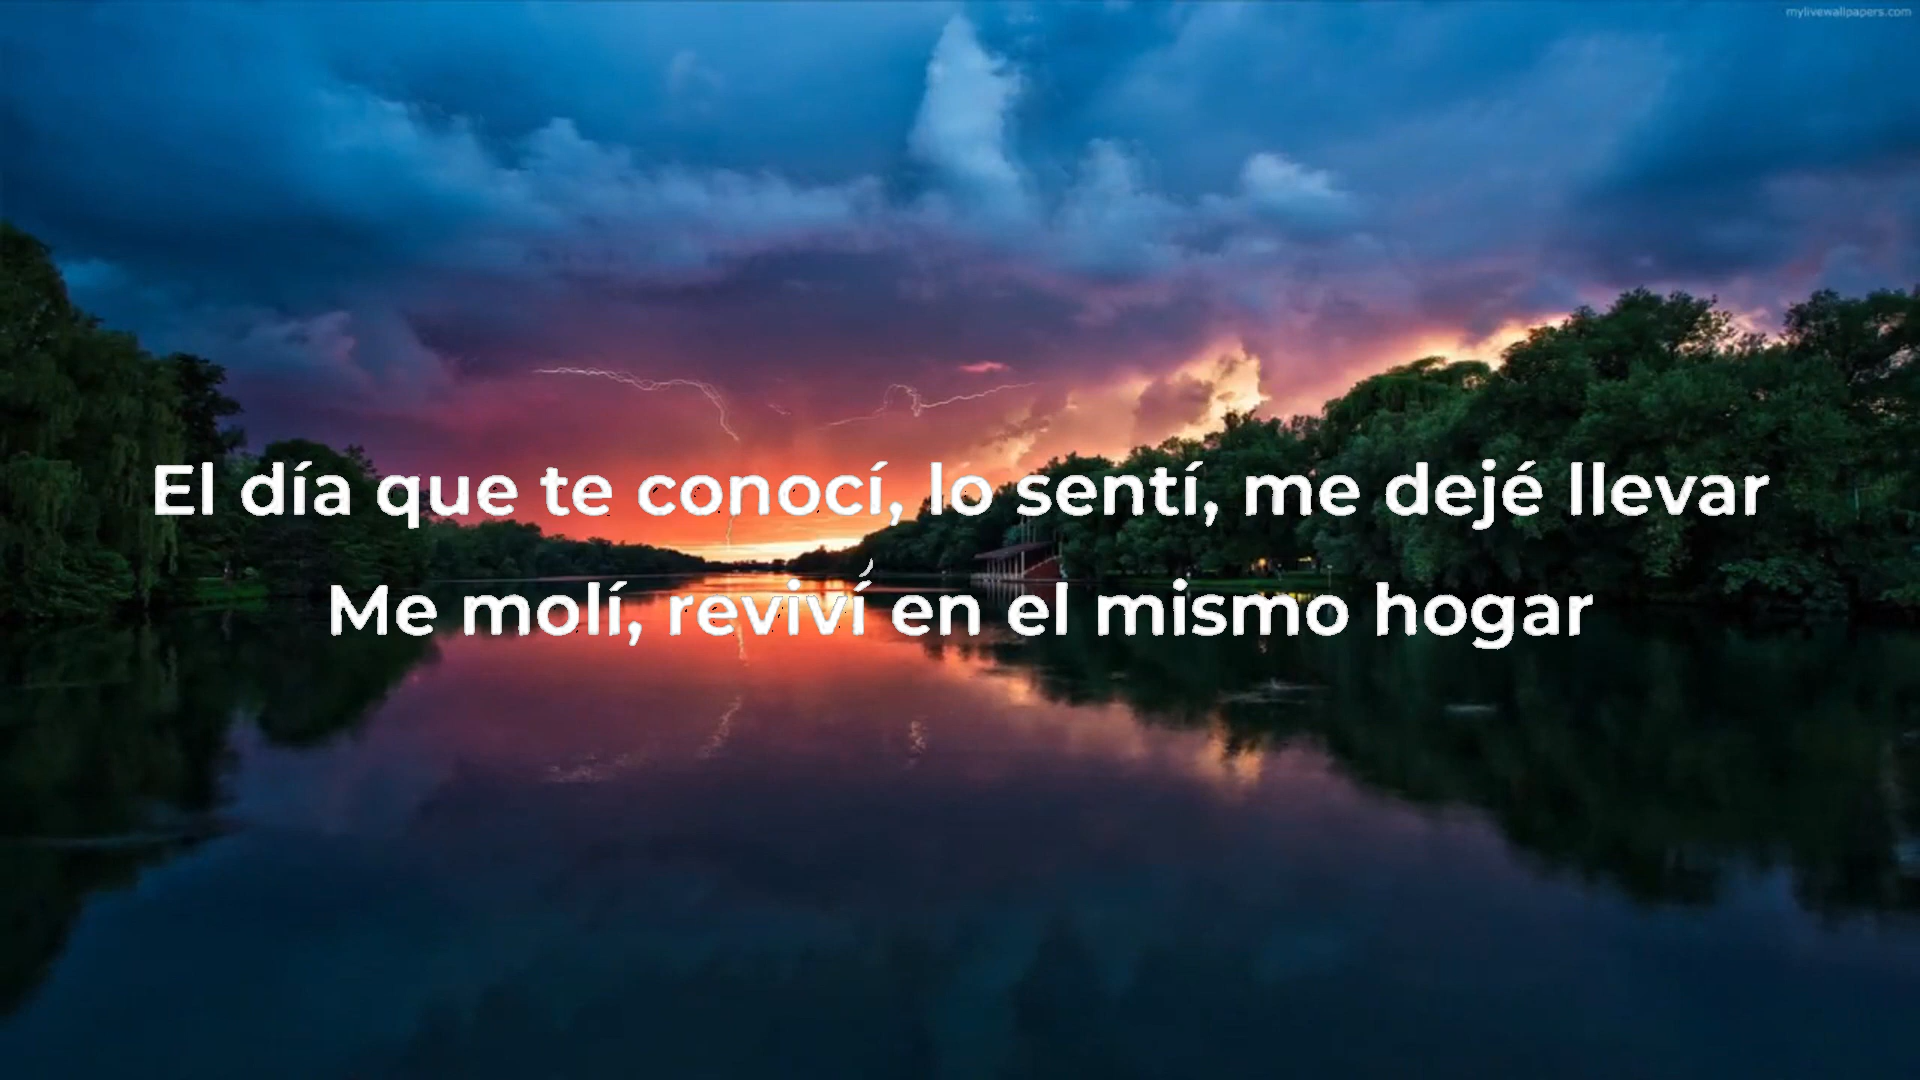 mylivewallpapers.com
El día que te conocí, lo sentí, me dejé llevar
Me molí, reviví en el mismo hogar